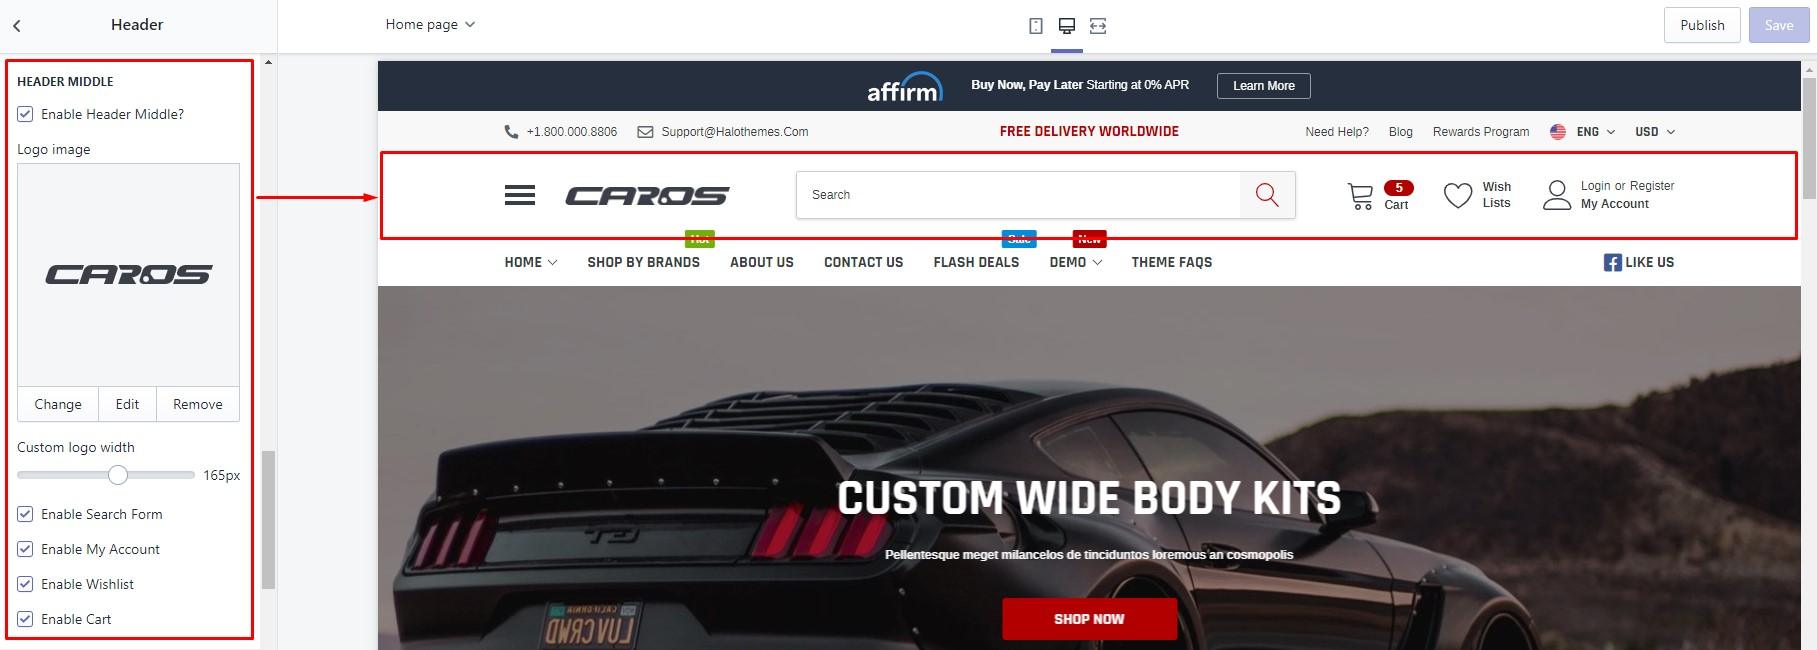 Header
Home page
Publish
Save
HEADER MIDDLE
Enable Header Middle?
Logo image
CAROS
Change
Edit
Remove
Custom logo width
165px
Enable Search Form
Enable My Account
Enable Wishlist
Enable Cart
affirm
Buy Now, Pay Later Starting at 0% APR
Learn More
+1.800.000.8806
Support@Halothemes.Com
FREE DELIVERY WORLDWIDE
Need Help?
Blog
Rewards Program
ENG
USD
CAROS
Search
5
Cart
Wish
Lists
Login or Register
My Account
Hot
Sale
New
HOME
SHOP BY BRANDS
ABOUT US
CONTACT US
FLASH DEALS
DEMO
THEME FAQS
LIKE US
CUSTOM WIDE BODY KITS
Pellentesque meget milancelos de tinciduntos loremous an cosmopolis
SHOP NOW
CALIFORNIA
LUVCRWD